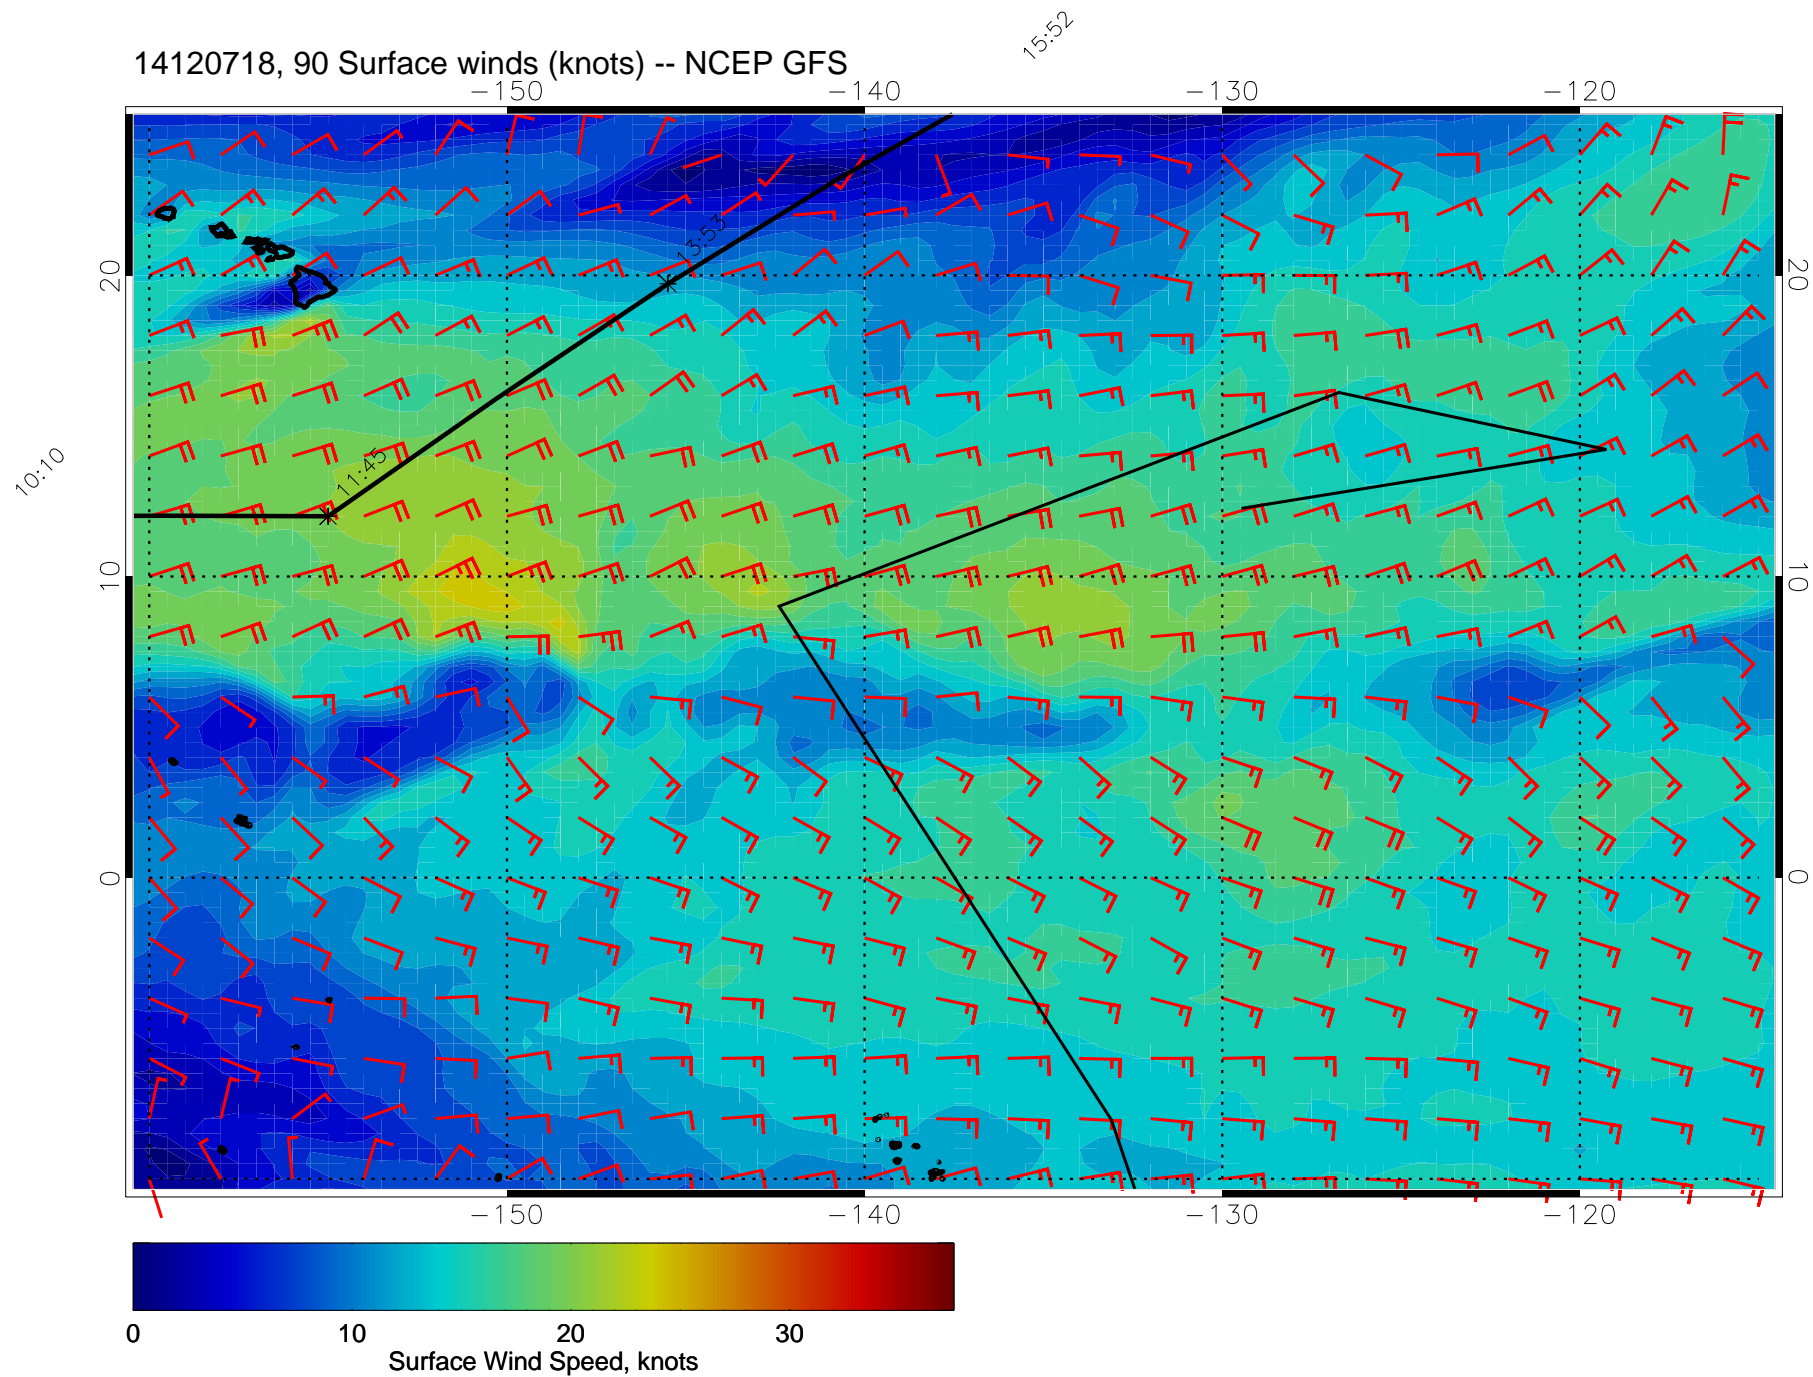 15:52
14120718, 90 Surface winds (knots) -- NCEP GFS
-150 -140 -130 -120
13:53
20 20
11:45
10:10
10 10
0 0
-150 -140 -130 -120
0 10 20 30
Surface Wind Speed, knots